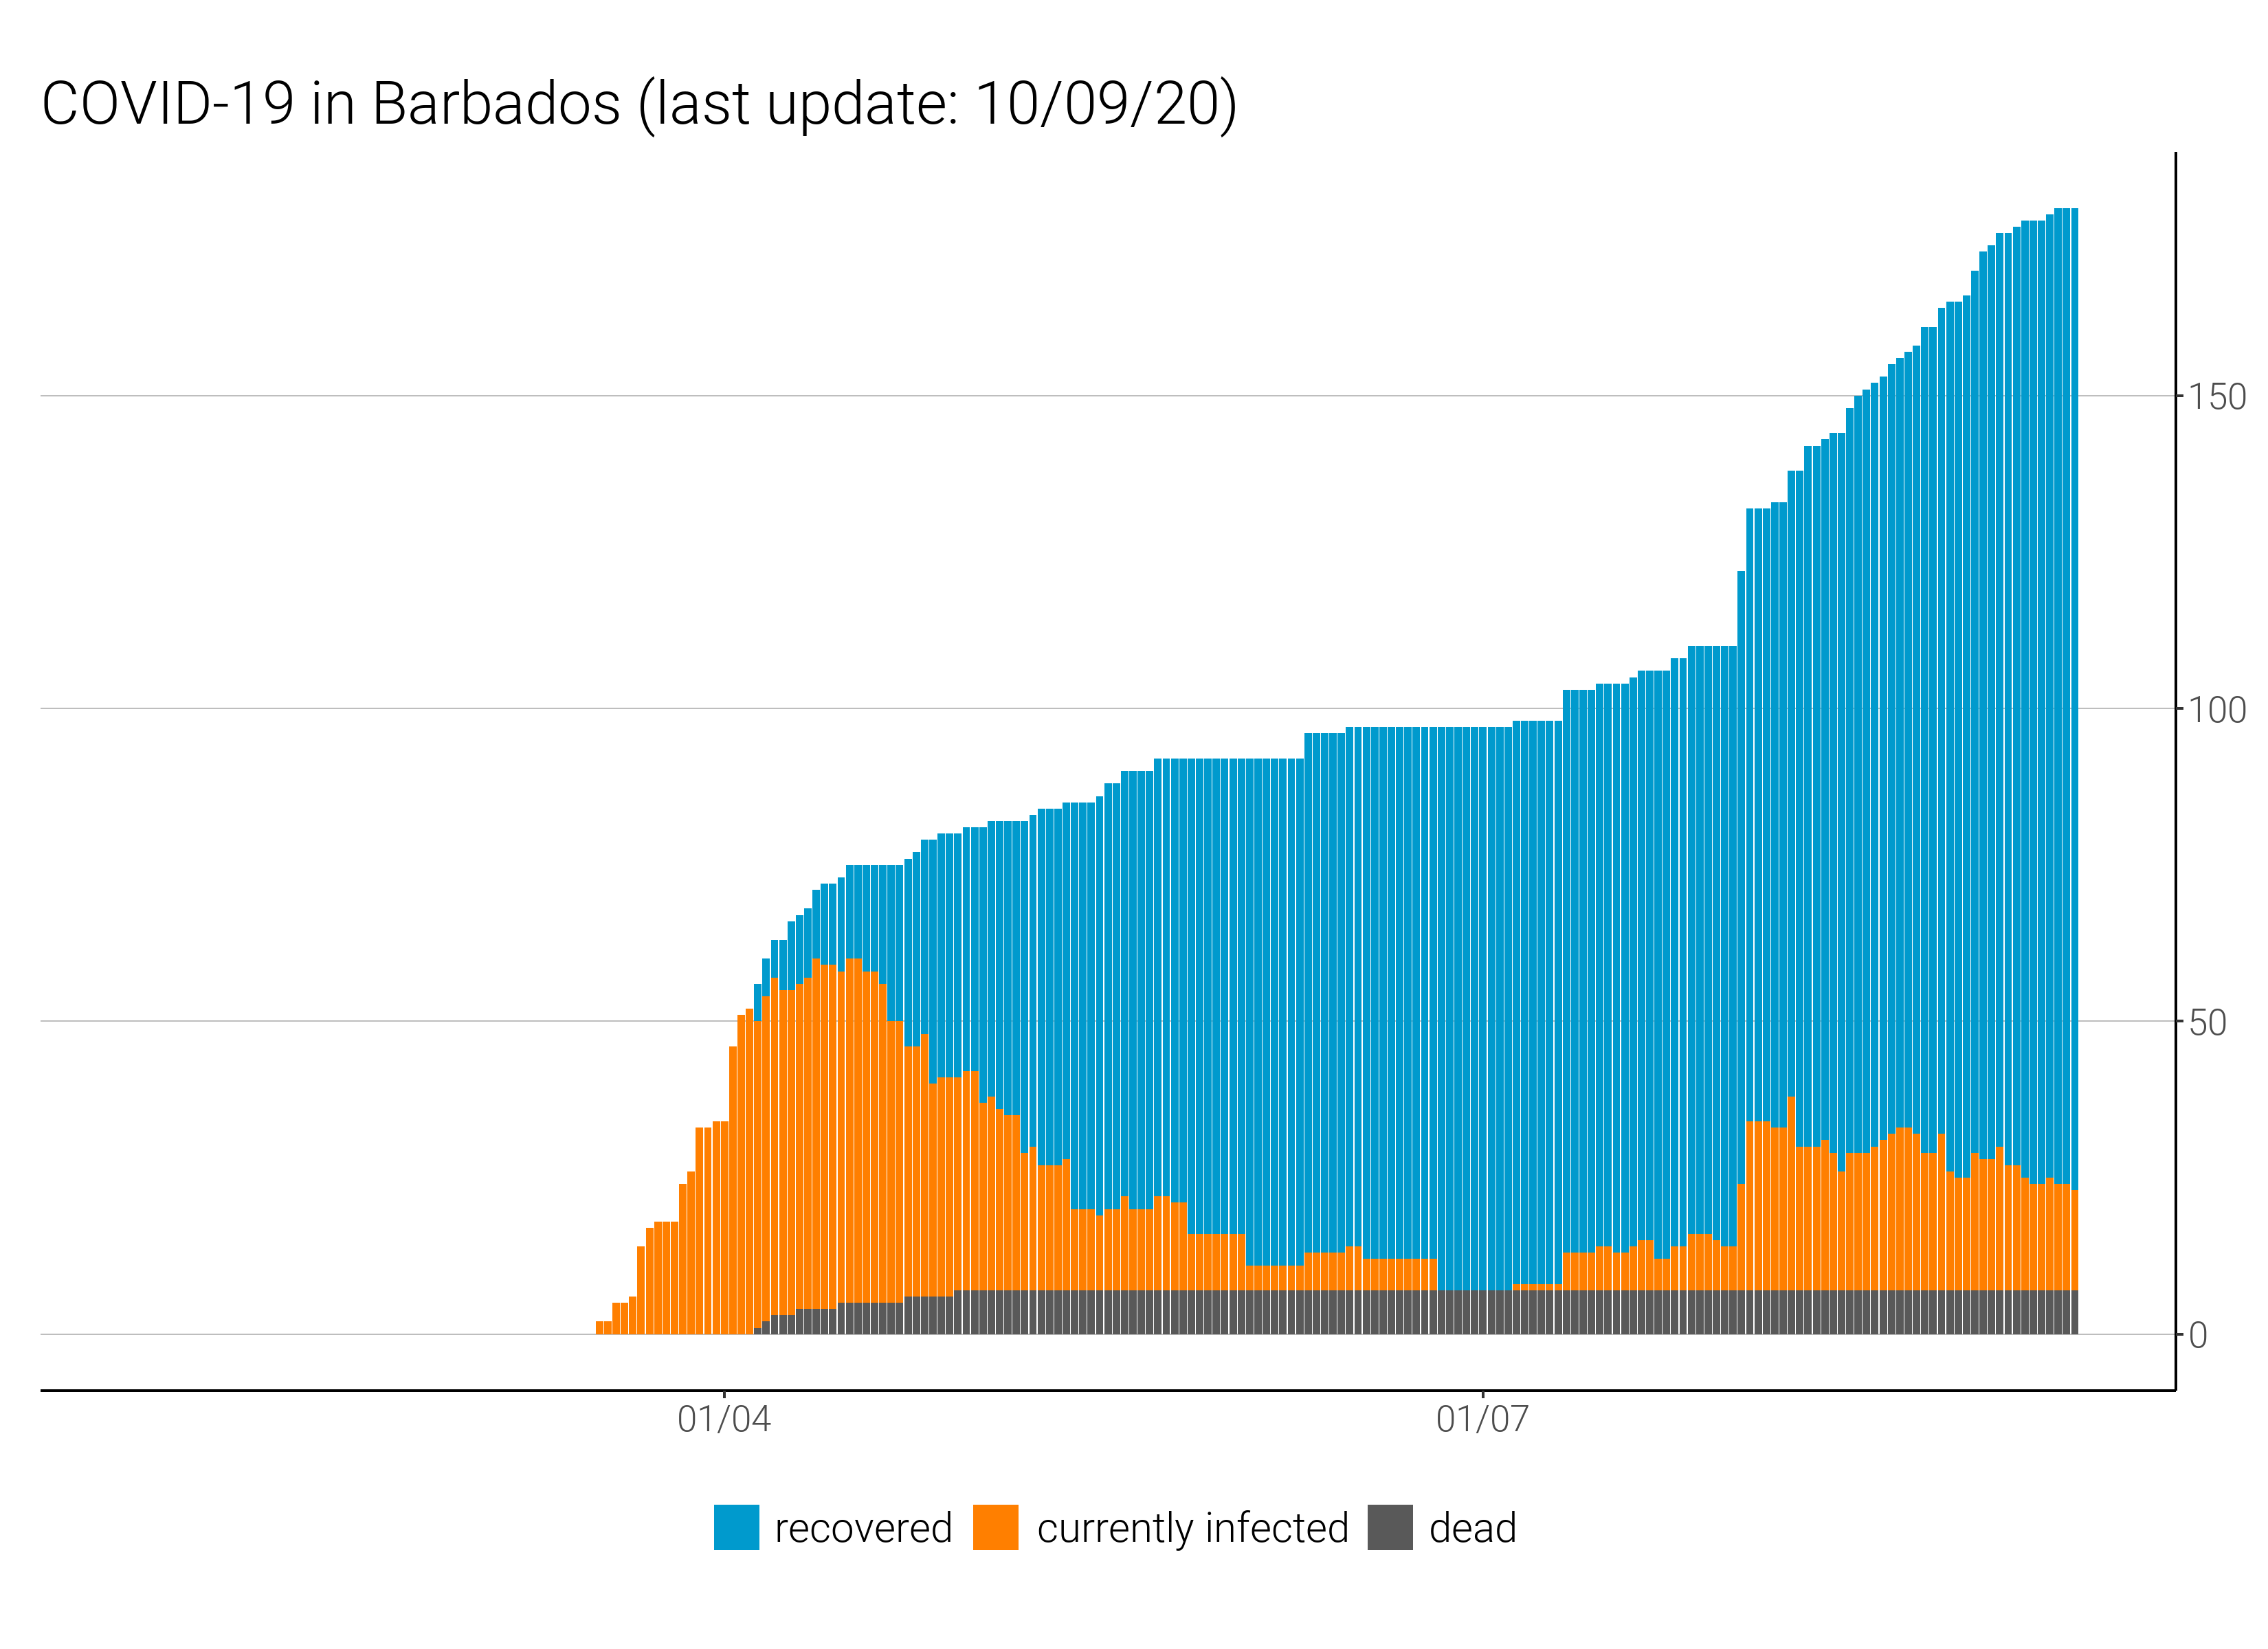 COVID-19 in Barbados (last update: 10/09/20)
150
100
50
0
01/04 01/07
recovered currently infected dead